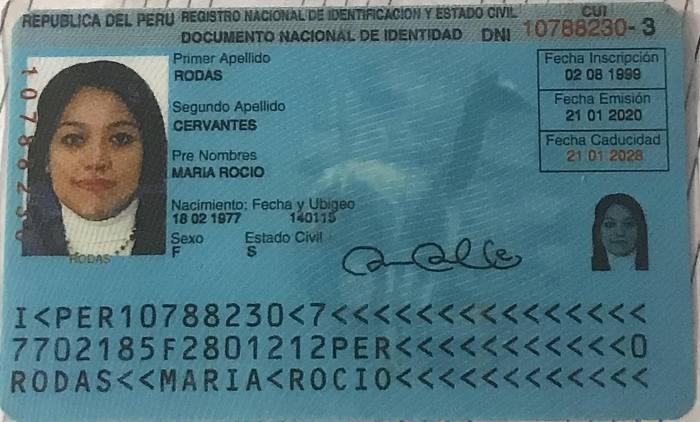 REPUBLICA DEL PERU REGISTRO NACIONAL DE IDENTIFICACION Y ESTADO CIVIL
DOCUMENTO NACIONAL DE IDENTIDAD DNI
CUI
10788230-3
Primer Apellido
RODAS
Segundo Apellido
CERVANTES
Pre Nombres
MARIA ROCIO
Nacimiento: Fecha y Ubigeo
18 02 1977 140115
Sexo Estado Civil
F S
Fecha Inscripción
02 08 1999
Fecha Emisión
21 01 2020
Fecha Caducidad
21 01 2028
10788230
RODAS
I<PER10788230<7<<<<<<<<<<<<<<<
7702185F2801212PER<<<<<<<<<<<0
RODAS<<MARIA<ROCIO<<<<<<<<<<<<